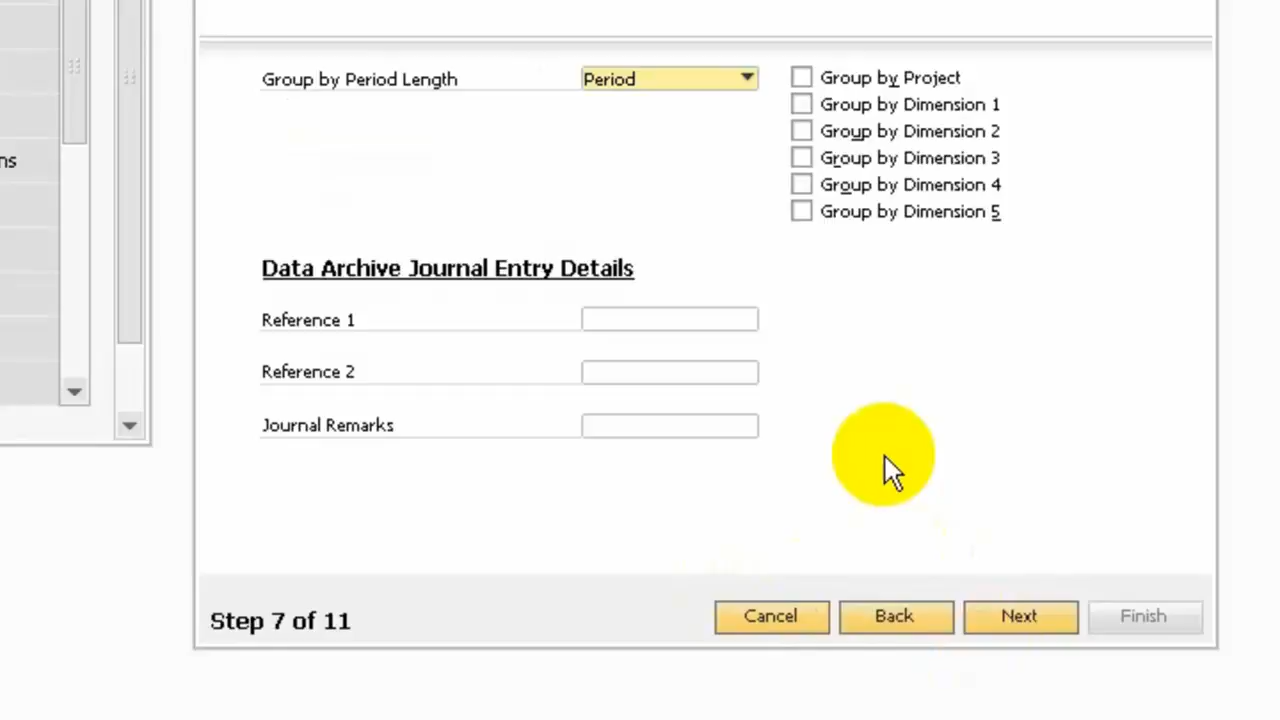 ns
Group by Period Length Period
Group by Project
Group by Dimension 1
Group by Dimension 2
Group by Dimension 3
Group by Dimension 4
Group by Dimension 5
Data Archive Journal Entry Details
Reference 1
Reference 2
Journal Remarks
Step 7 of 11 Cancel Back Next Finish